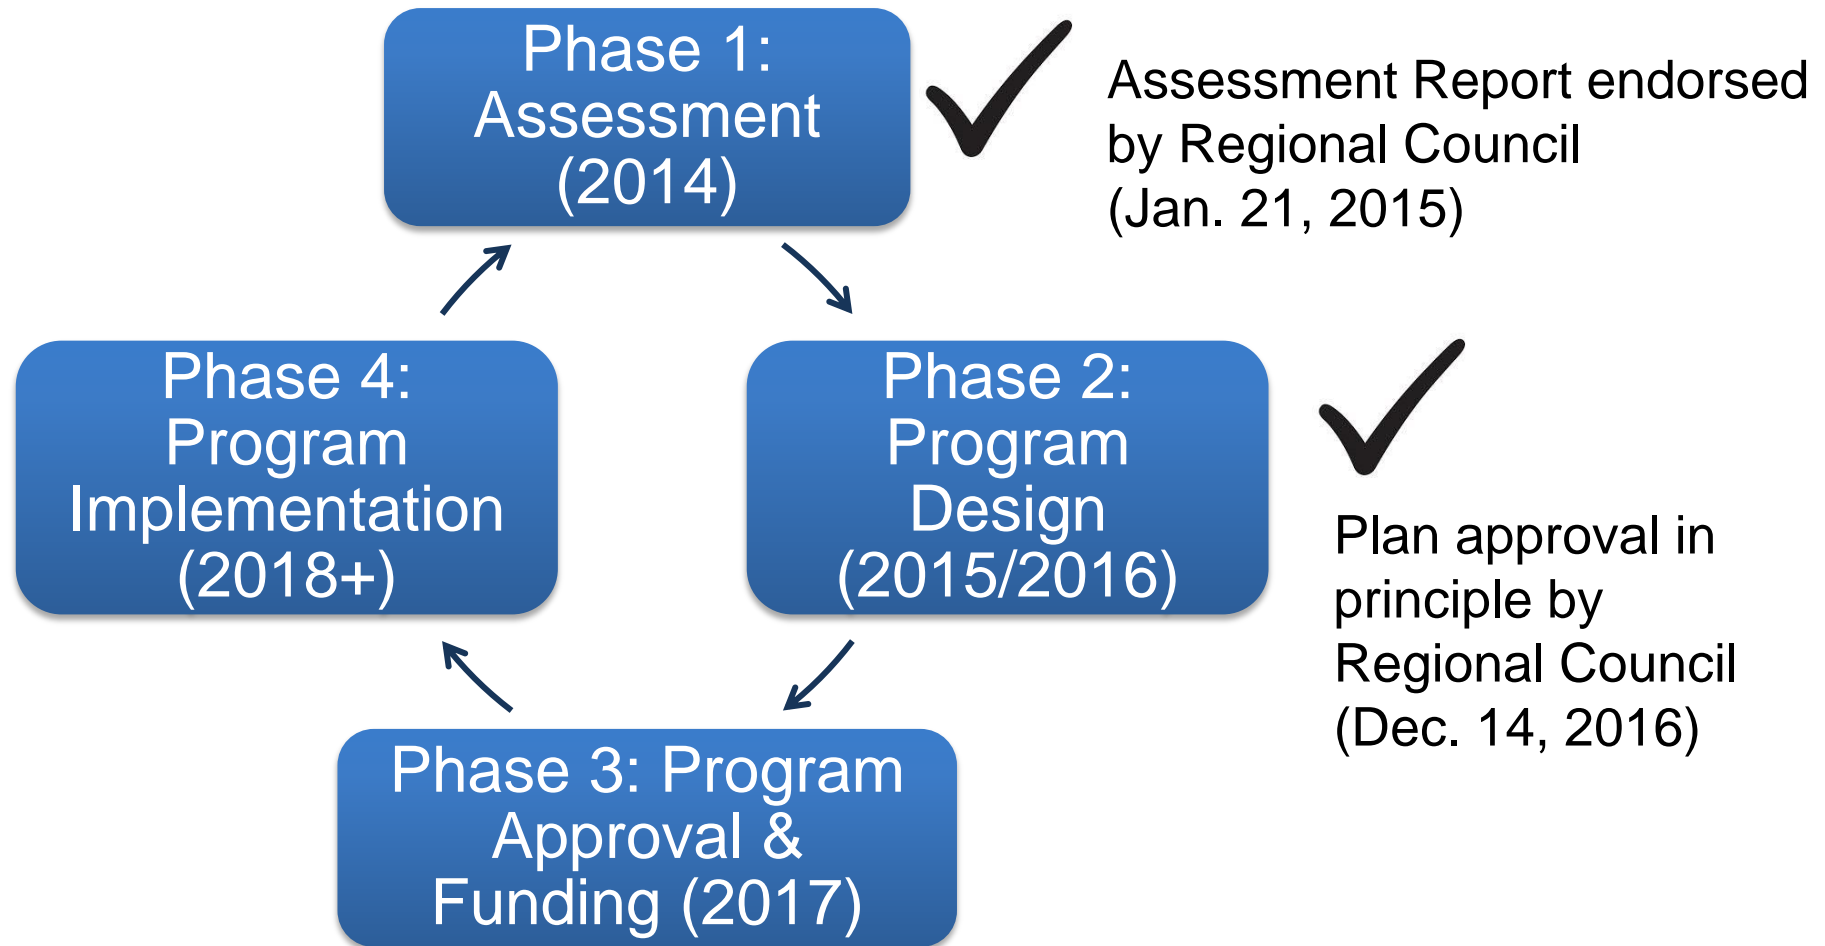 Phase 1:
Assessment
(2014)
Assessment Report endorsed
by Regional Council
(Jan. 21, 2015)
Phase 2:
Program
Design
(2015/2016)
Plan approval in
principle by
Regional Council
(Dec. 14, 2016)
Phase 3: Program
Approval &
Funding (2017)
Phase 4:
Program
Implementation
(2018+)